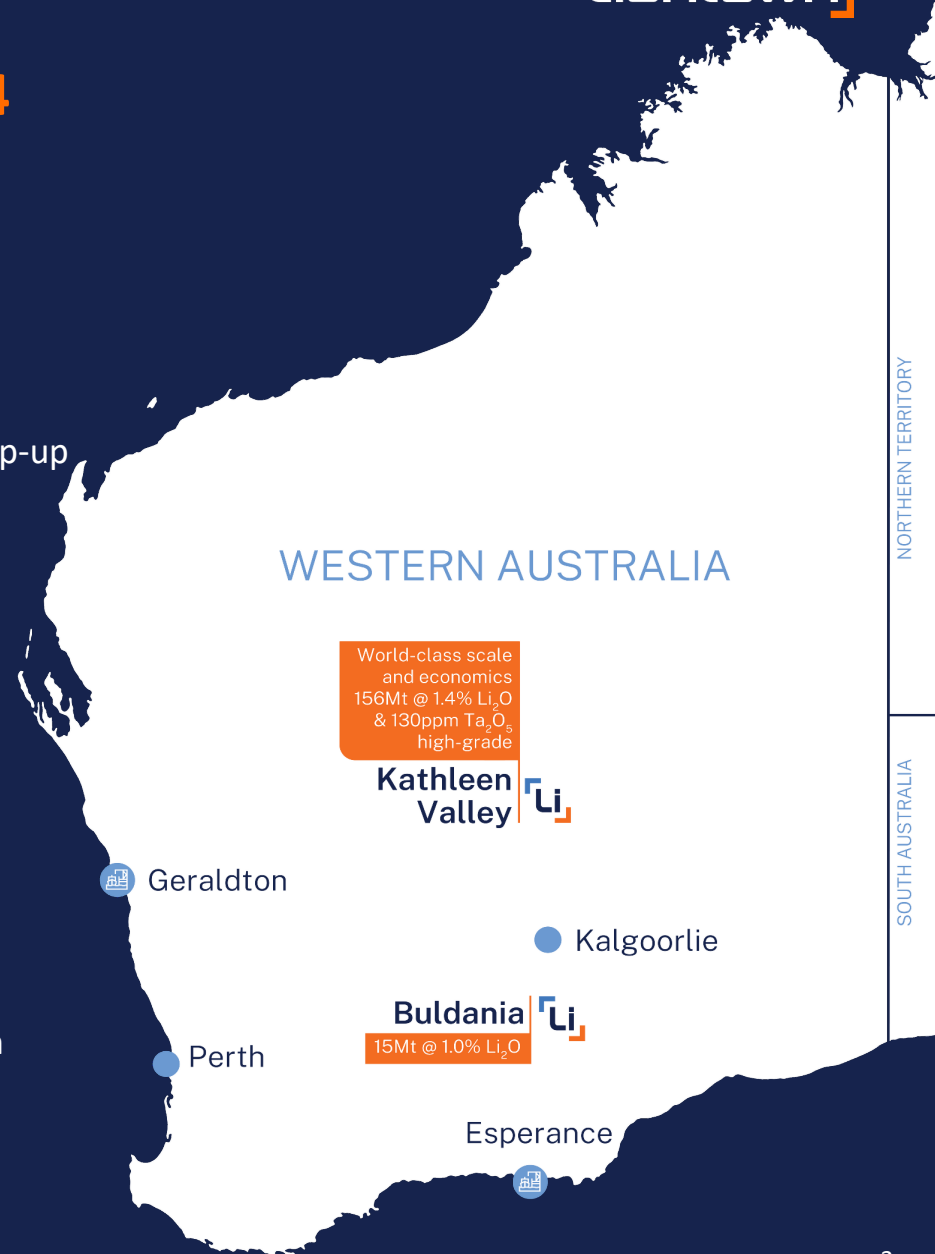 4
p-up
NORTHERN TERRITORY
WESTERN AUSTRALIA
World-class scale
and economics
156Mt @ 1.4% Li₂O
& 130ppm Ta₂O₅
high-grade
Kathleen
Valley
Li
SOUTH AUSTRALIA
Geraldton
Kalgoorlie
Buldania
Li
15Mt @ 1.0% Li₂O
Perth
Esperance